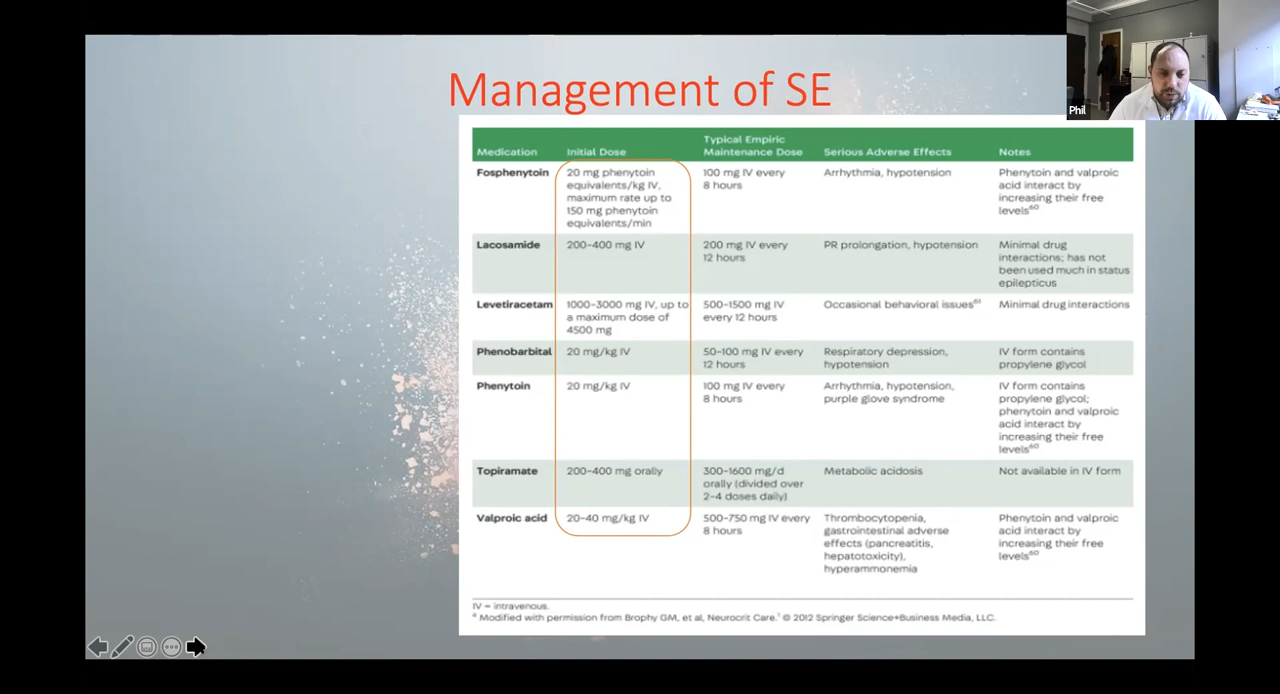 Phil
Management of SE
Typical Empiric
Medication Initial Dose Maintenance Dose Serious Adverse Effects Notes
Fosphenytoin 20 mg phenytoin 100 mg IV every Arrhythmia, hypotension Phenytoin and valproic
equivalents/kg IV, 8 hours acid interact by
maximum rate up to increasing their free
150 mg phenytoin levels60
equivalents/min
Lacosamide 200–400 mg IV 200 mg IV every PR prolongation, hypotension Minimal drug
12 hours interactions; has not
been used much in status
epilepticus
Levetiracetam 1000–3000 mg IV, up to 500–1500 mg IV Occasional behavioral issues61 Minimal drug interactions
a maximum dose of every 12 hours
4500 mg
Phenobarbital 20 mg/kg IV 50–100 mg IV every Respiratory depression, IV form contains
12 hours hypotension propylene glycol
Phenytoin 20 mg/kg IV 100 mg IV every Arrhythmia, hypotension, IV form contains
8 hours purple glove syndrome propylene glycol;
phenytoin and valproic
acid interact by
increasing their free
levels60
Topiramate 200–400 mg orally 300–1600 mg/d Metabolic acidosis Not available in IV form
orally (divided over
2–4 doses daily)
Valproic acid 20–40 mg/kg IV 500–750 mg IV every Thrombocytopenia, Phenytoin and valproic
8 hours gastrointestinal adverse acid interact by
effects (pancreatitis, increasing their free
hepatotoxicity), levels60
hyperammonemia
IV = intravenous.
Modified with permission from Brophy GM, et al, Neurocrit Care.1 © 2012 Springer Science+Business Media, LLC.